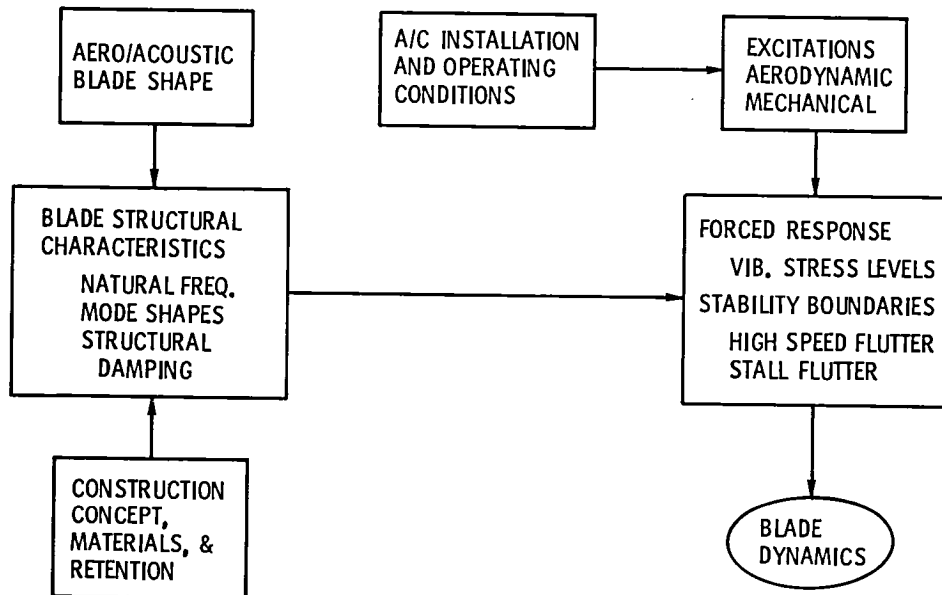 AERO/ACOUSTIC
BLADE SHAPE
A/C INSTALLATION
AND OPERATING
CONDITIONS
EXCITATIONS
AERODYNAMIC
MECHANICAL
BLADE STRUCTURAL
CHARACTERISTICS
NATURAL FREQ.
MODE SHAPES
STRUCTURAL
DAMPING
FORCED RESPONSE
VIB. STRESS LEVELS
STABILITY BOUNDARIES
HIGH SPEED FLUTTER
STALL FLUTTER
CONSTRUCTION
CONCEPT,
MATERIALS, &
RETENTION
BLADE
DYNAMICS